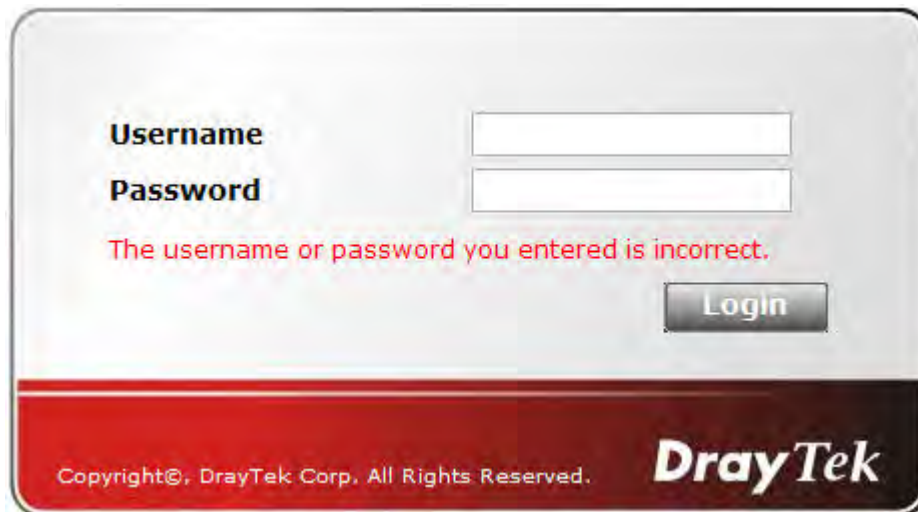 Username
Password
The username or password you entered is incorrect.
Login
Copyright©, DrayTek Corp. All Rights Reserved.
DrayTek